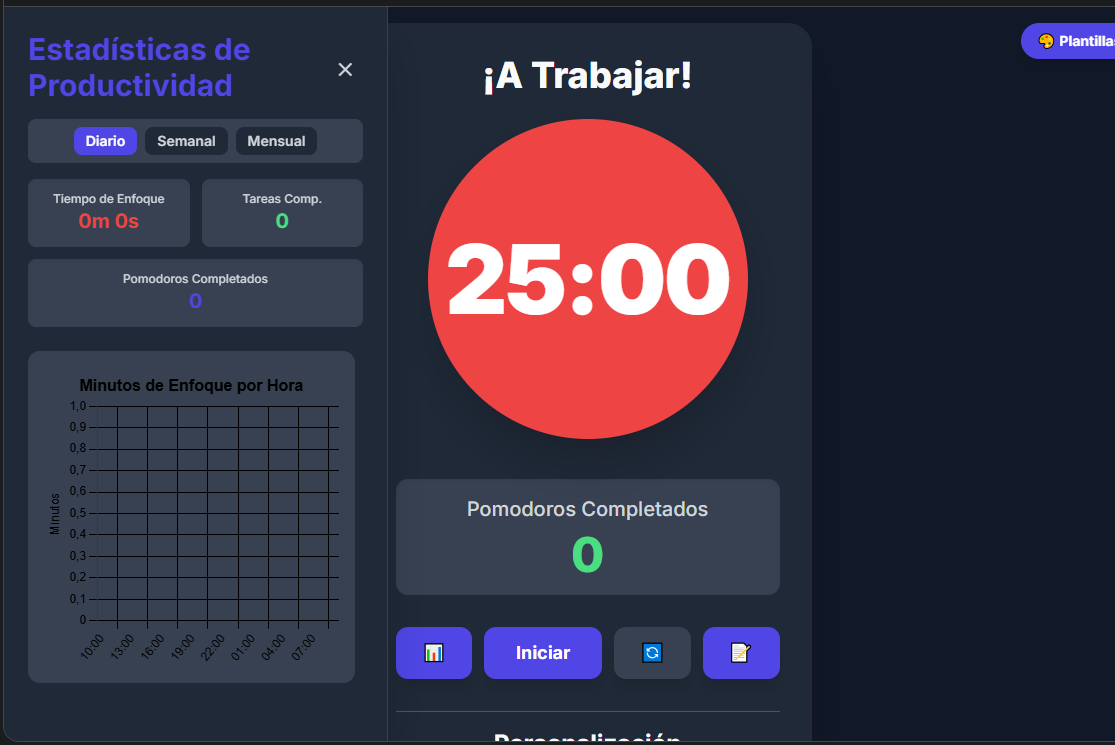 Estadísticas de
Productividad
×
Diario Semanal Mensual
Tiempo de Enfoque
0m 0s
Tareas Comp.
0
Pomodoros Completados
0
Minutos de Enfoque por Hora
Minutos
1,0
0,9
0,8
0,7
0,6
0,5
0,4
0,3
0,2
0,1
0
10:00 13:00 16:00 19:00 22:00 01:00 04:00 07:00
¡A Trabajar!
25:00
Pomodoros Completados
0
Iniciar
Personalización
Plantillas